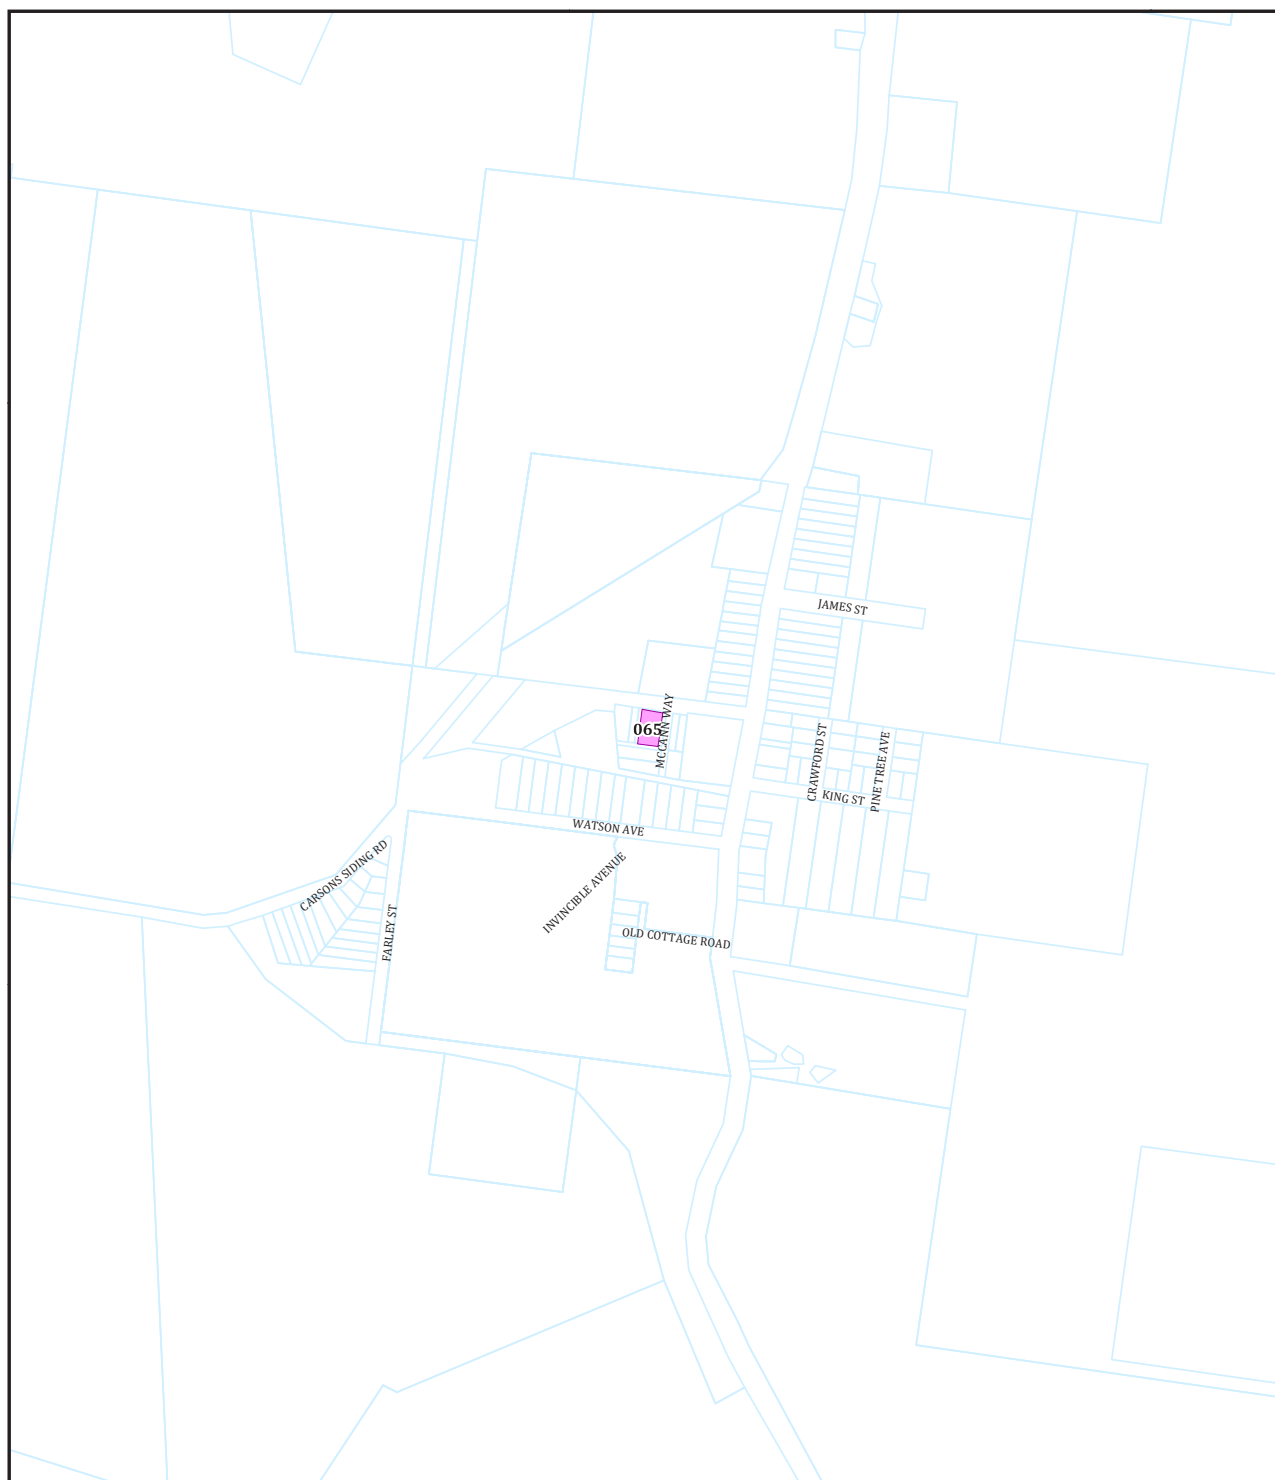 JAMES ST
MCCANN WAY
065
CRAWFORD ST
PINE TREE AVE
KING ST
WATSON AVE
CARSONS SIDING RD
INVINCIBLE AVENUE
FARLEY ST
OLD COTTAGE ROAD